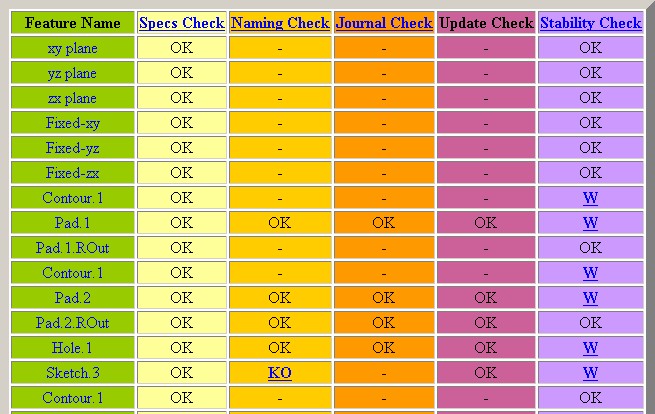 Feature Name Specs Check Naming Check Journal Check Update Check Stability Check
xy plane OK - - - OK
yz plane OK - - - OK
zx plane OK - - - OK
Fixed-xy OK - - - OK
Fixed-yz OK - - - OK
Fixed-zx OK - - - OK
Contour.1 OK - - - W
Pad.1 OK OK OK OK W
Pad.1.ROut OK - - - OK
Contour.1 OK - - - W
Pad.2 OK OK OK OK W
Pad.2.ROut OK OK OK OK OK
Hole.1 OK OK OK OK W
Sketch.3 OK KO - OK W
Contour.1 OK - - - OK